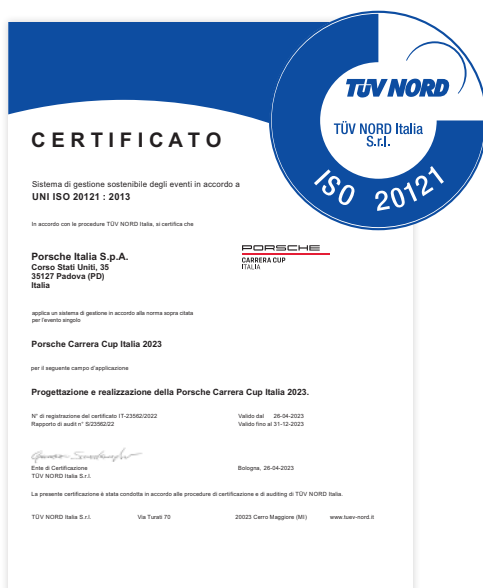 TÜV NORD
TÜV NORD Italia
S.r.l.
ISO 20121
CERTIFICATO
Sistema di gestione sostenibile degli eventi in accordo a
UNI ISO 20121 : 2013
In accordo con le procedure TÜV NORD Italia, si certifica che
Porsche Italia S.p.A.
Corso Stati Uniti, 35
35127 Padova (PD)
Italia
PORSCHE
CARRERA CUP
ITALIA
applica un sistema di gestione in accordo alla norma sopra citata
per l'evento singolo
Porsche Carrera Cup Italia 2023
per il seguente campo d'applicazione
Progettazione e realizzazione della Porsche Carrera Cup Italia 2023.
N° di registrazione del certificato IT-23562/2022 Valido dal 26-04-2023
Rapporto di audit n° S/23562/22 Valido fino al 31-12-2023
Ente di Certificazione Bologna, 26-04-2023
TÜV NORD Italia S.r.l.
La presente certificazione è stata condotta in accordo alle procedure di certificazione e di auditing di TÜV NORD Italia.
TÜV NORD Italia S.r.l. Via Turati 70 20023 Cerro Maggiore (MI) www.tuev-nord.it